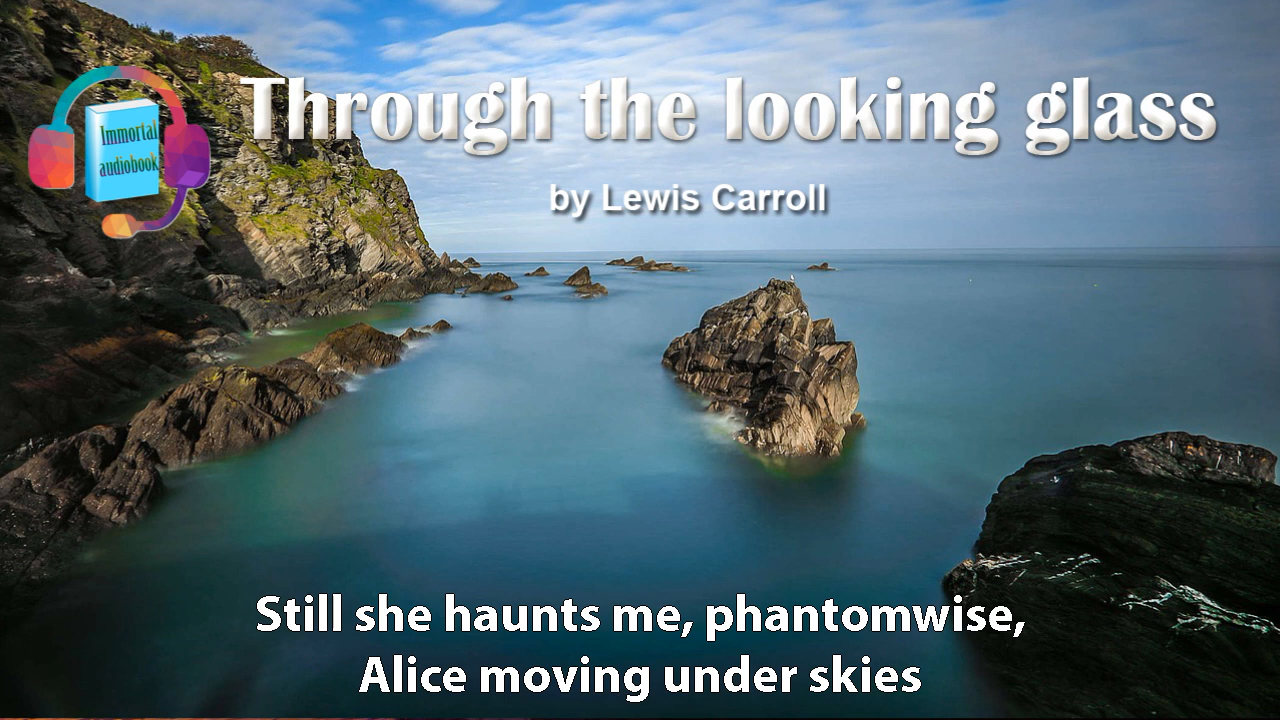 Immortal
audiobook
Through the looking glass
by Lewis Carroll
Still she haunts me, phantomwise,
Alice moving under skies